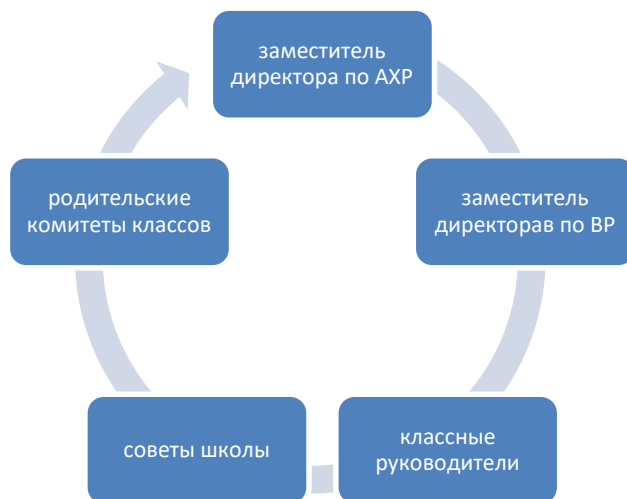 заместитель
директора по АХР
заместитель
директорав по ВР
классные
руководители
советы школы
родительские
комитеты классов